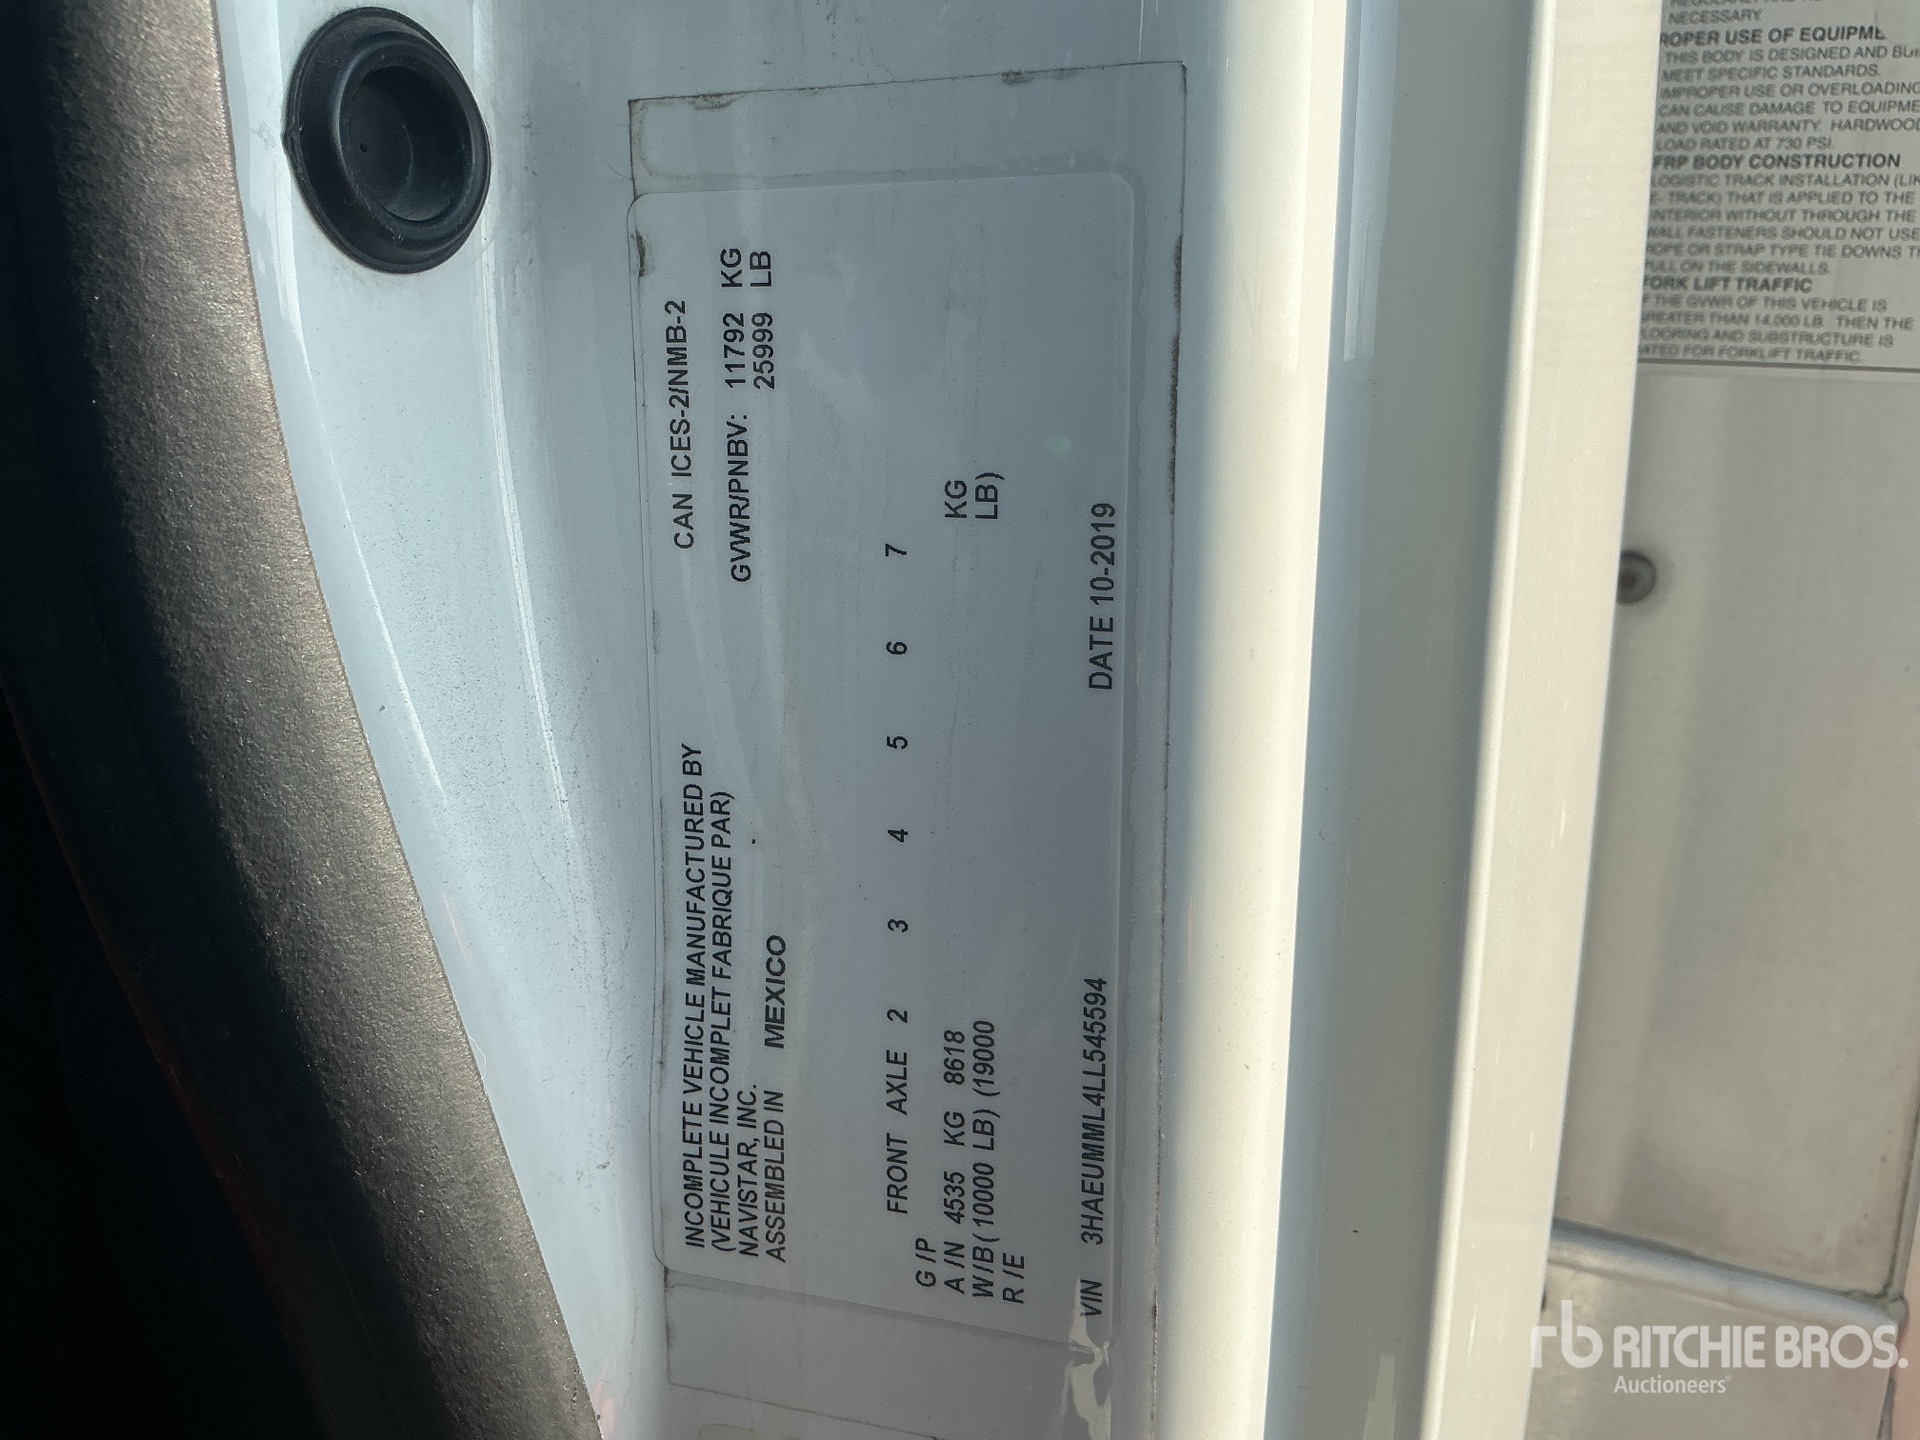 INCOMPLETE VEHICLE MANUFACTURED BY CAN ICES-2/NMB-2
(VEHICULE INCOMPLET FABRIQUE PAR)
NAVISTAR, INC. GVWR/PNBV: 11792 KG
ASSEMBLED IN MEXICO 25999 LB
FRONT AXLE 2 3 4 5 6 7
G/P
A/N 4535 KG 8618 KG
W/B(10000 LB) (19000 LB)
R/E
VIN 3HAEUMML4LL545594 DATE 10-2019
NECESSARY.
ROPER USE OF EQUIPME
THIS BODY IS DESIGNED AND BUI
MEET SPECIFIC STANDARDS.
IMPROPER USE OR OVERLOADING
CAN CAUSE DAMAGE TO EQUIPME
AND VOID WARRANTY. HARDWOOD
LOAD RATED AT 730 PSI.
FRP BODY CONSTRUCTION
LOGISTIC TRACK INSTALLATION (LIK
E- TRACK) THAT IS APPLIED TO THE
INTERIOR WITHOUT THROUGH THE
WALL FASTENERS SHOULD NOT USE
ROPE OR STRAP TYPE TIE DOWNS T
PULL ON THE SIDEWALLS.
FORK LIFT TRAFFIC
IF THE GVWR OF THIS VEHICLE IS
GREATER THAN 14,000 LB. THEN THE
FLOORING AND SUBSTRUCTURE IS
RATED FOR FORKLIFT TRAFFIC.
rb RITCHIE BROS.
Auctioneers